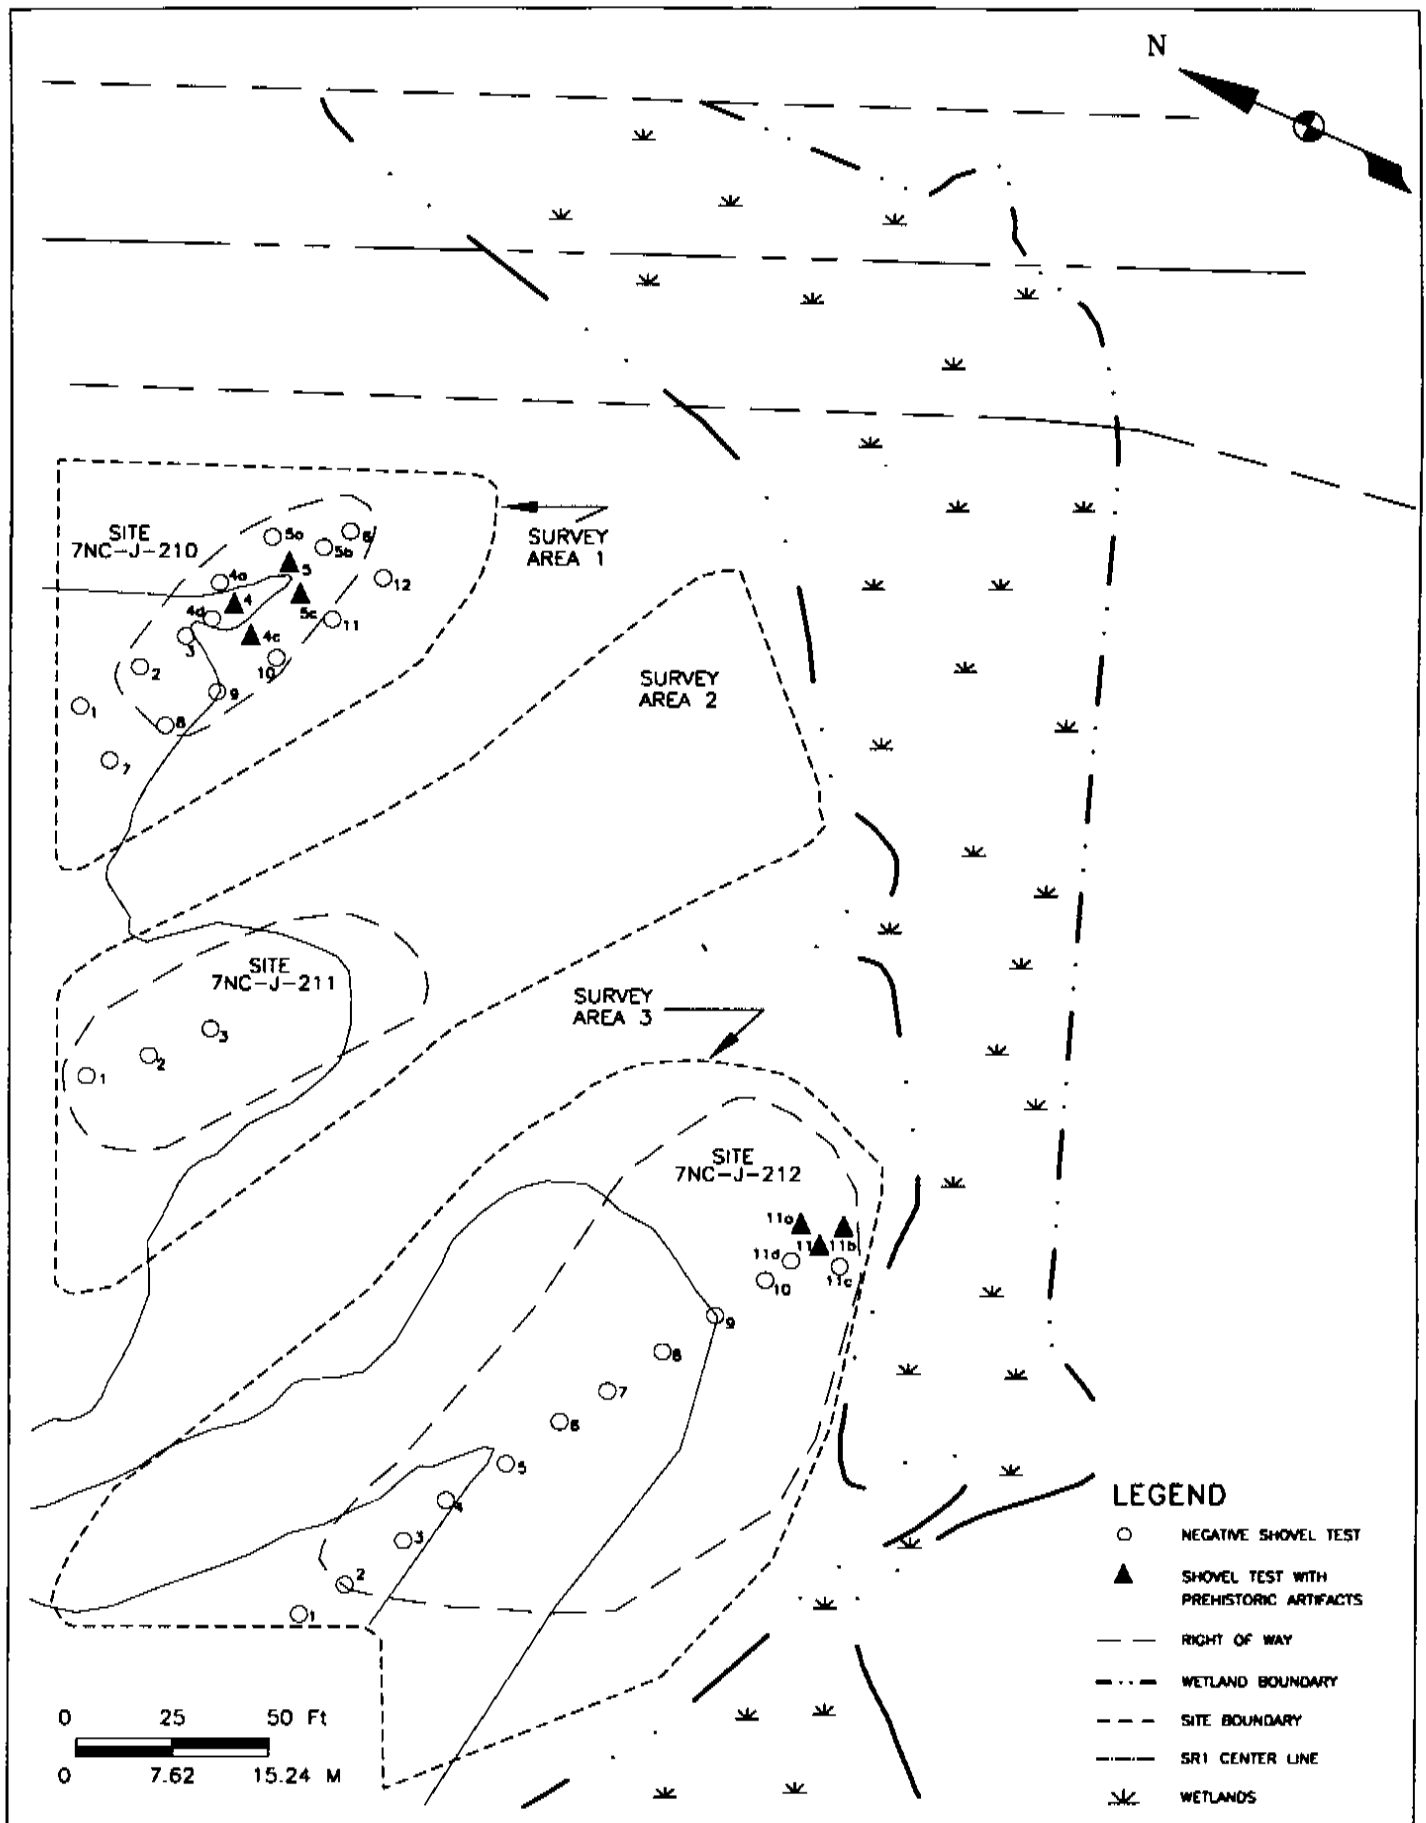 N
SITE
7NC-J-210
SURVEY
AREA 1
5a
6
5b
5
12
4a
4
5c
4d
11
3
4c
2
10
9
1
8
7
SURVEY
AREA 2
SITE
7NC-J-211
3
2
1
SURVEY
AREA 3
SITE
7NC-J-212
11a
11
11b
11d
11c
10
9
8
7
6
5
4
3
2
1
LEGEND
NEGATIVE SHOVEL TEST
SHOVEL TEST WITH
PREHISTORIC ARTIFACTS
RIGHT OF WAY
WETLAND BOUNDARY
SITE BOUNDARY
SR1 CENTER LINE
WETLANDS
0 25 50 Ft
0 7.62 15.24 M